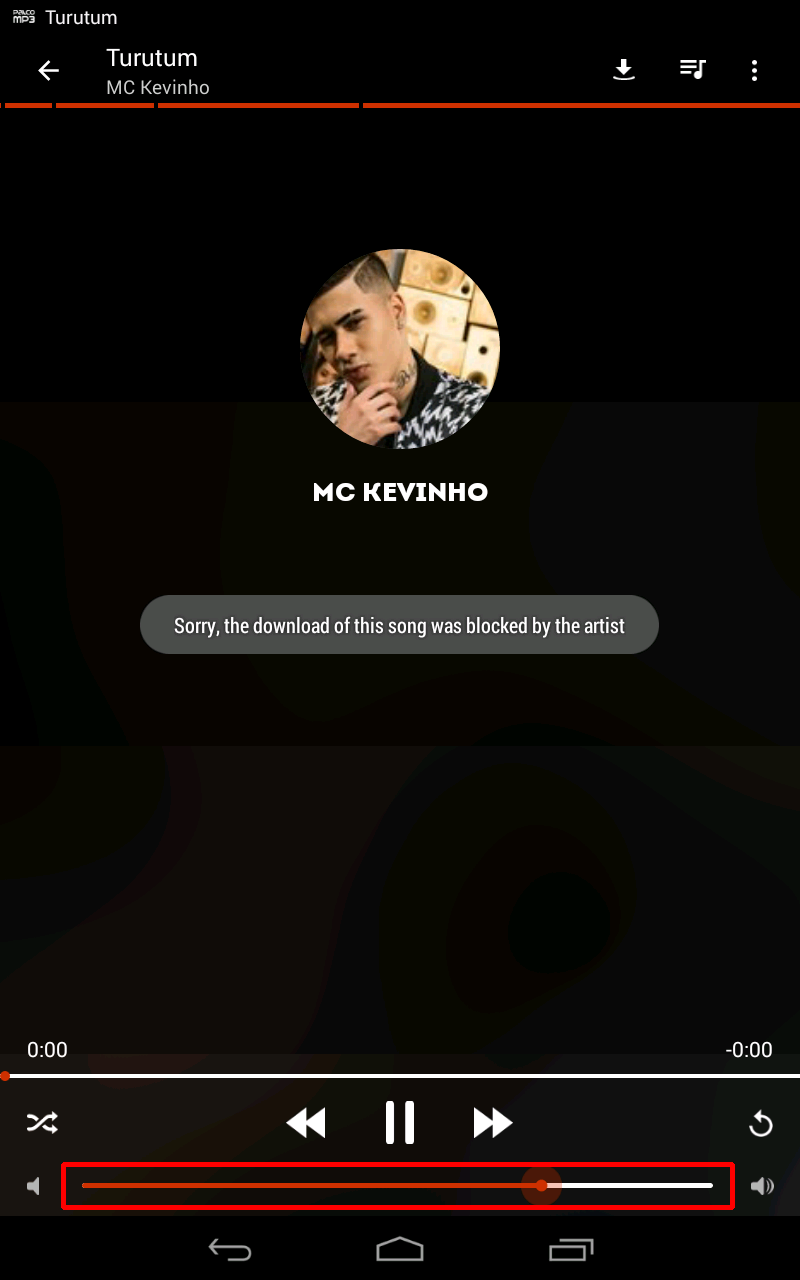 PALCO
MP3 Turutum
Turutum
MC Kevinho
MC KEVINHO
Sorry, the download of this song was blocked by the artist
0:00 -0:00